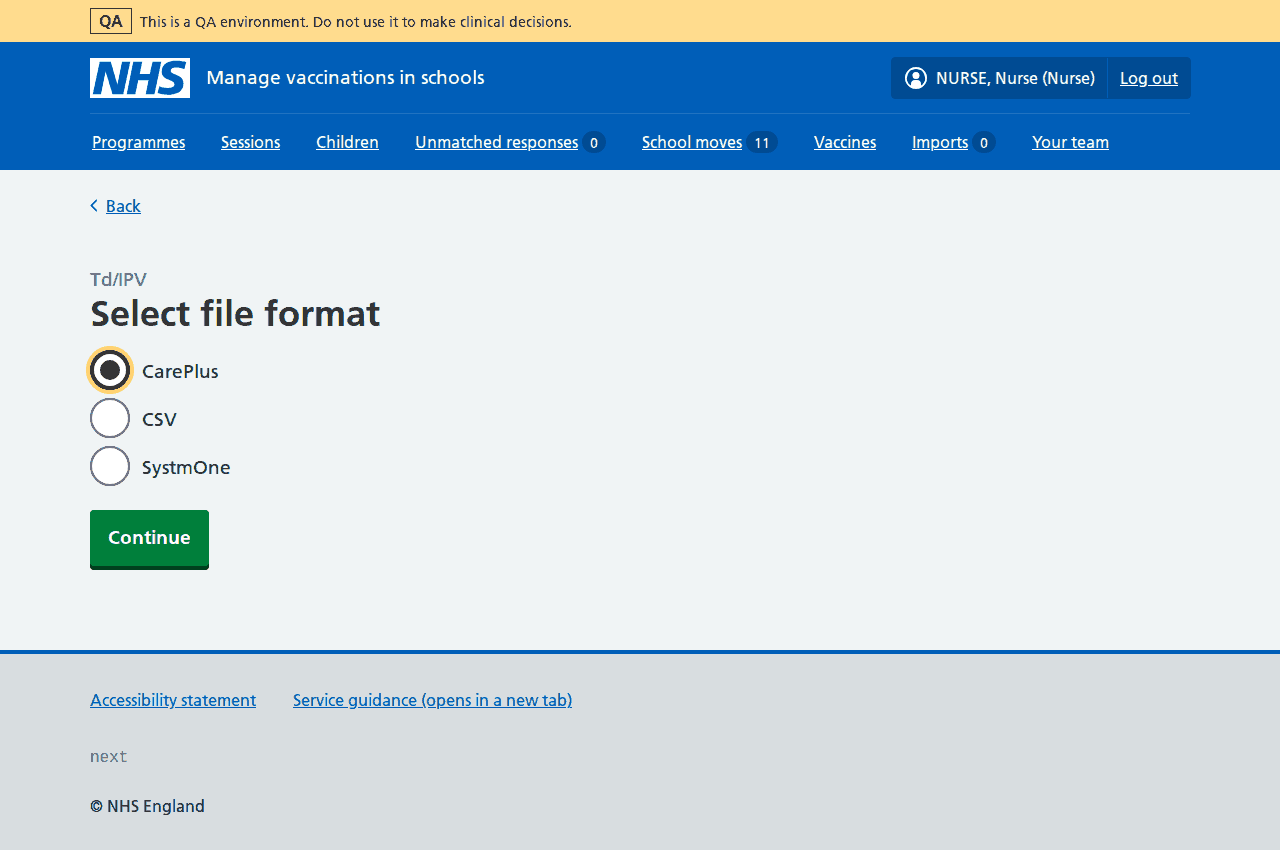 QA This is a QA environment. Do not use it to make clinical decisions.
NHS Manage vaccinations in schools NURSE, Nurse (Nurse) Log out
Programmes Sessions Children Unmatched responses 0 School moves 11 Vaccines Imports 0 Your team
Back
Td/IPV
Select file format
CarePlus
CSV
SystmOne
Continue
Accessibility statement Service guidance (opens in a new tab)
next
© NHS England